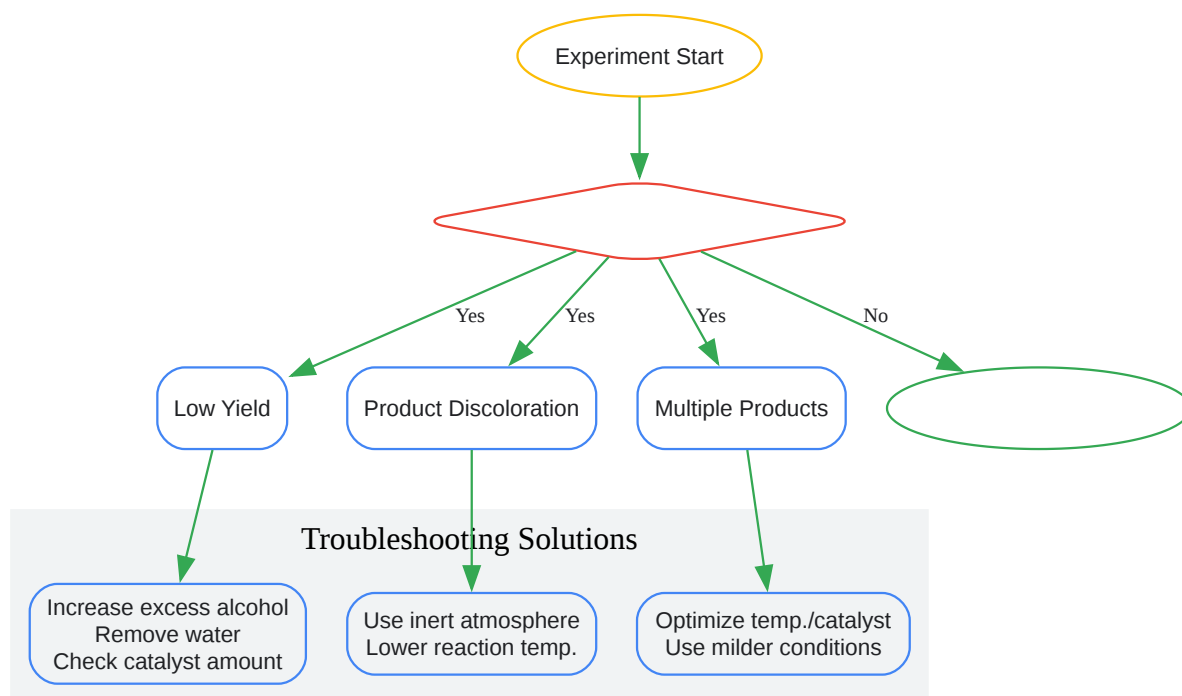 Experiment Start
Yes
Yes
Yes
No
Low Yield
Product Discoloration
Multiple Products
Troubleshooting Solutions
Increase excess alcohol
Remove water
Check catalyst amount
Use inert atmosphere
Lower reaction temp.
Optimize temp./catalyst
Use milder conditions